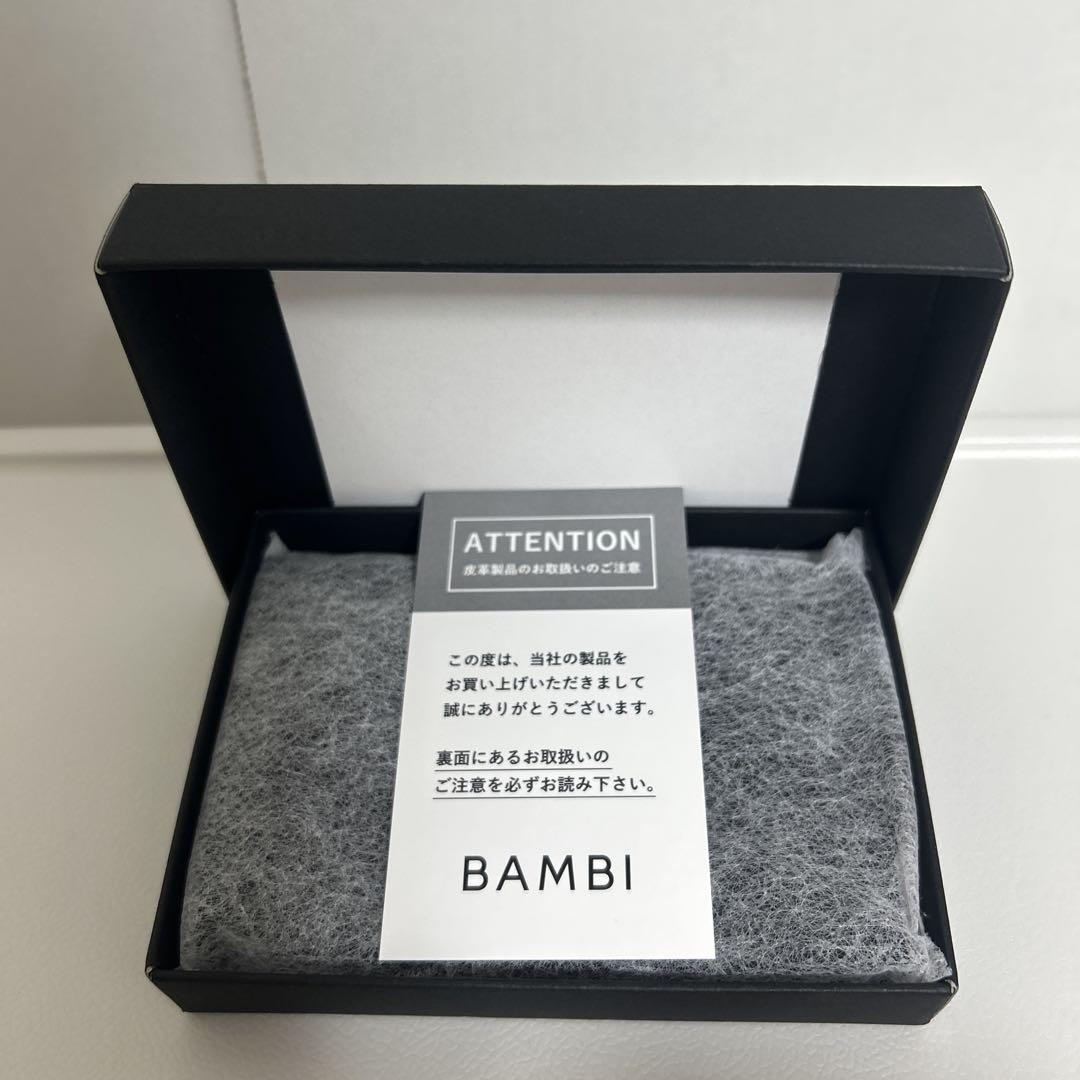 ATTENTION
皮革製品のお取扱いのご注意
この度は、当社の製品を
お買い上げいただきまして
誠にありがとうございます。
裏面にあるお取扱いの
ご注意を必ずお読み下さい。
BAMBI